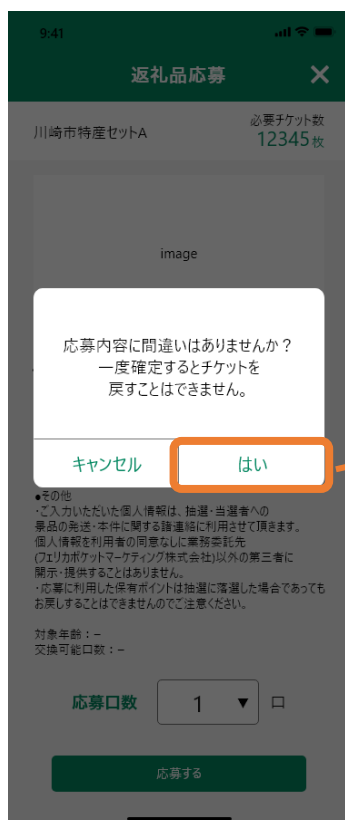 9:41
返礼品応募
川崎市特産セットA
必要チケット数
12345枚
image
応募内容に間違いはありませんか？
一度確定するとチケットを
戻すことはできません。
キャンセル
はい
●その他
・ご入力いただいた個人情報は、抽選・当選者への
景品の発送・本件に関する諸連絡に利用させて頂きます。
個人情報を利用者の同意なしに業務委託先
(フェリカポケットマーケティング株式会社)以外の第三者に
開示・提供することはありません。
・応募に利用した保有ポイントは抽選に落選した場合であっても
お戻しすることはできませんのでご注意ください。
対象年齢：−
交換可能口数：−
応募口数
1
▼
口
応募する